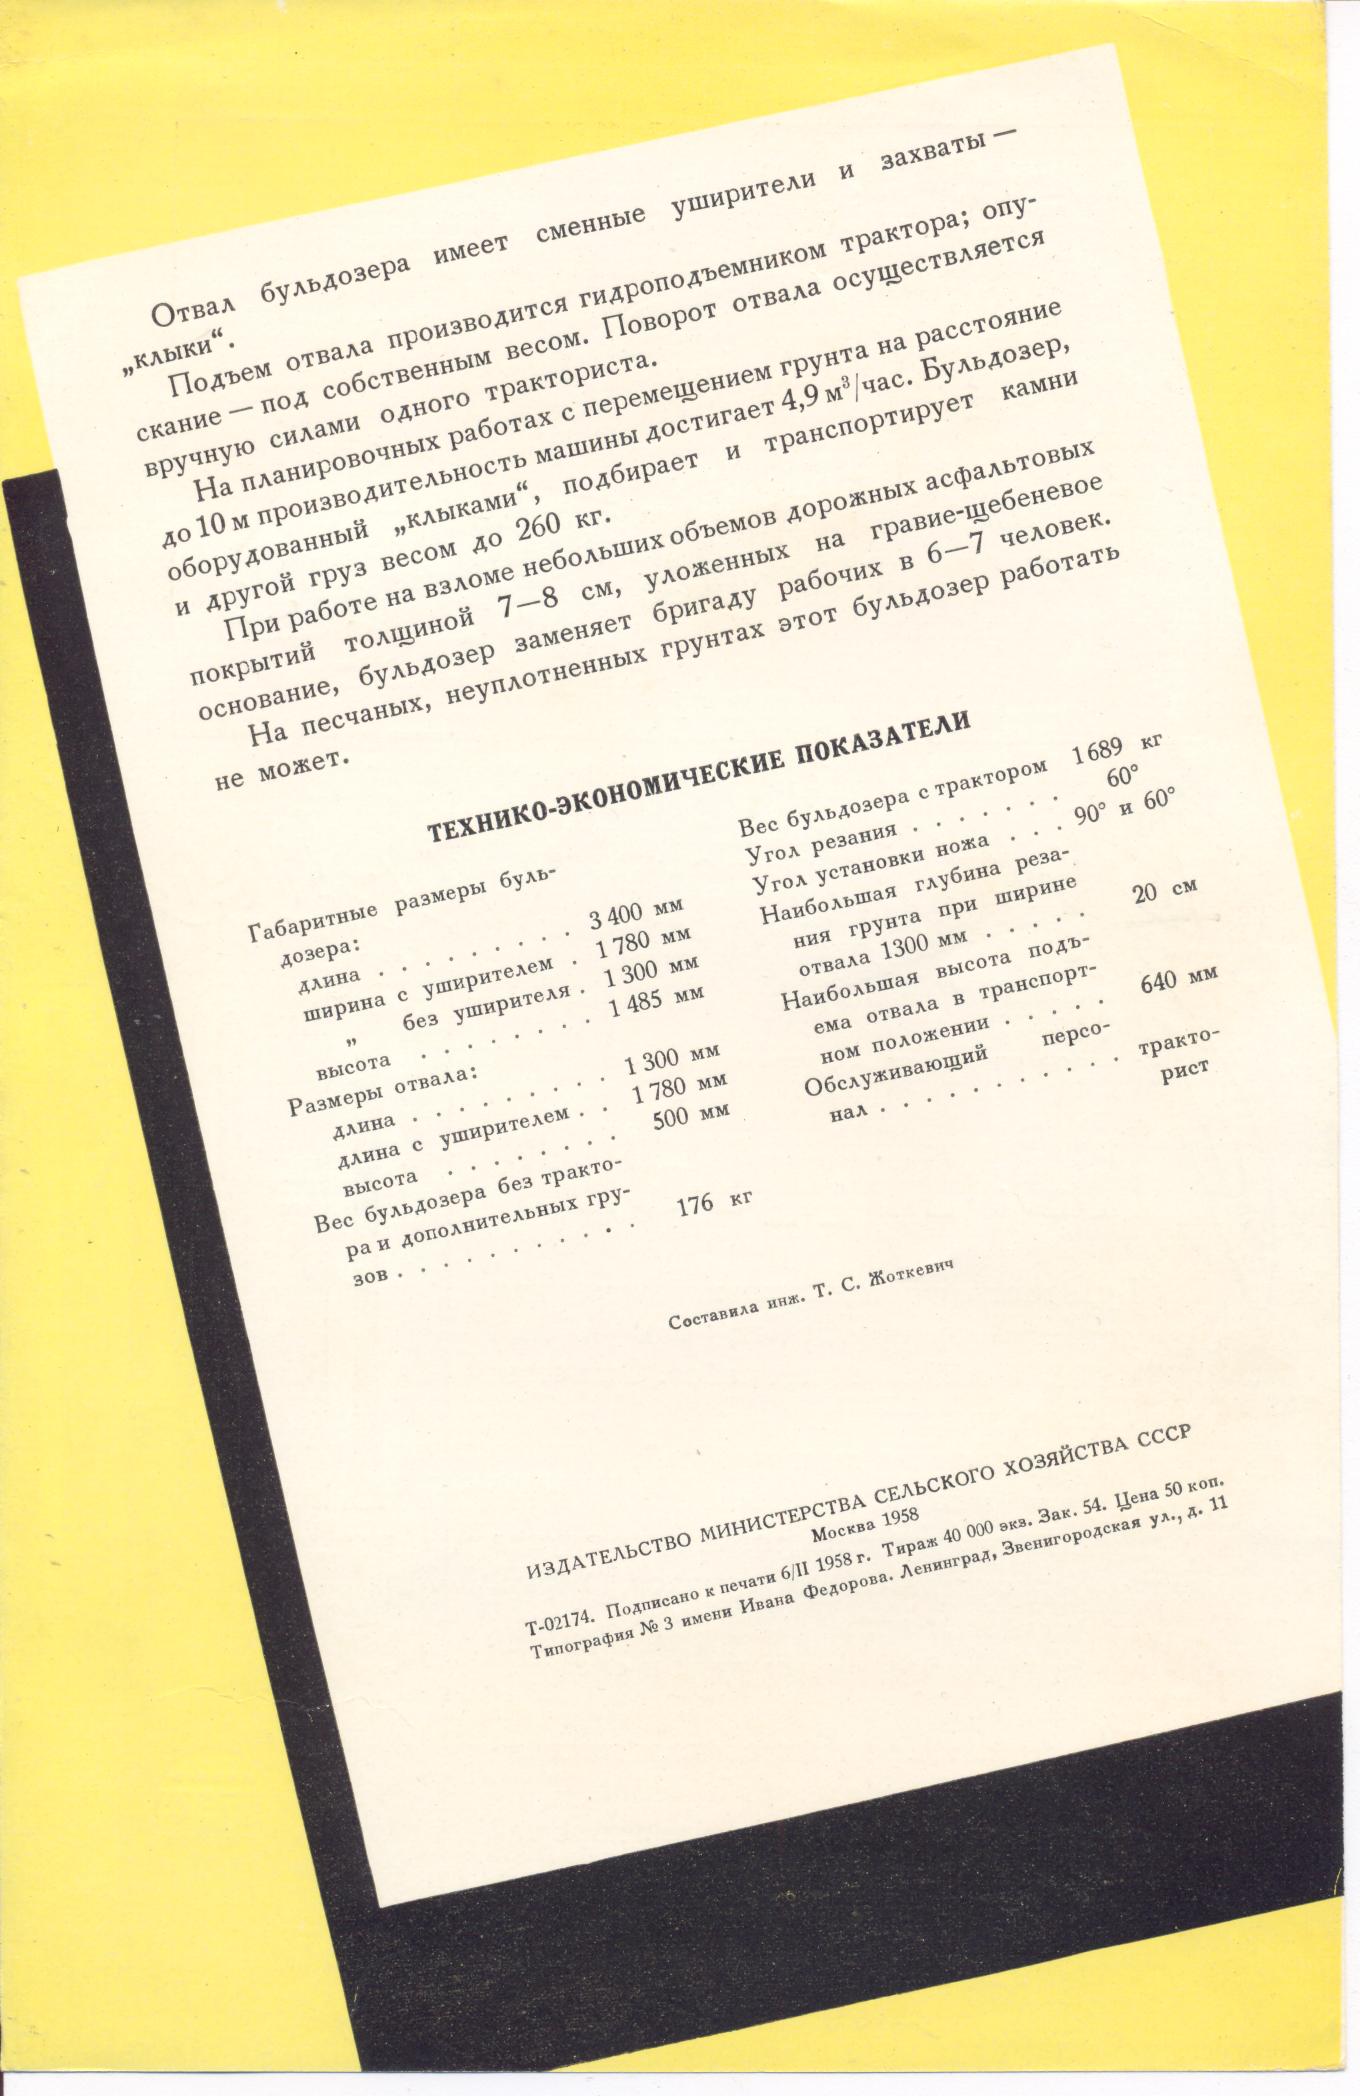 Отвал бульдозера имеет сменные уширители и захваты —
„клыки“.
Подъем отвала производится гидроподъемником трактора; опу-
скание — под собственным весом. Поворот отвала осуществляется
вручную силами одного тракториста.
На планировочных работах с перемещением грунта на расстояние
до 10 м производительность машины достигает 4,9 м³/час. Бульдозер,
оборудованный „клыками“, подбирает и транспортирует камни
и другой груз весом до 260 кг.
При работе на взломе небольших объемов дорожных асфальтовых
покрытий толщиной 7—8 см, уложенных на гравие-щебеневое
основание, бульдозер заменяет бригаду рабочих в 6—7 человек.
На песчаных, неуплотненных грунтах этот бульдозер работать
не может.
ТЕХНИКО-ЭКОНОМИЧЕСКИЕ ПОКАЗАТЕЛИ
Габаритные размеры буль-
дозера:
длина . . . . . . . . . 3 400 мм
ширина с уширителем . 1 780 мм
„ без уширителя . 1 300 мм
высота . . . . . . . . 1 485 мм
Размеры отвала:
длина . . . . . . . . . 1 300 мм
длина с уширителем . . 1 780 мм
высота . . . . . . . . 500 мм
Вес бульдозера без тракто-
ра и дополнительных гру-
зов . . . . . . . . . . . 176 кг
Вес бульдозера с трактором 1 689 кг
Угол резания . . . . . . . 60°
Угол установки ножа . . . 90° и 60°
Наибольшая глубина реза-
ния грунта при ширине
отвала 1300 мм . . . . . 20 см
Наибольшая высота подъ-
ема отвала в транспорт-
ном положении . . . . 640 мм
Обслуживающий персо-
нал . . . . . . . . . . . тракто-
рист
Составила инж. Т. С. Жоткевич
ИЗДАТЕЛЬСТВО МИНИСТЕРСТВА СЕЛЬСКОГО ХОЗЯЙСТВА СССР
Москва 1958
Т-02174. Подписано к печати 6/II 1958 г. Тираж 40 000 экз. Зак. 54. Цена 50 коп.
Типография № 3 имени Ивана Федорова. Ленинград, Звенигородская ул., д. 11